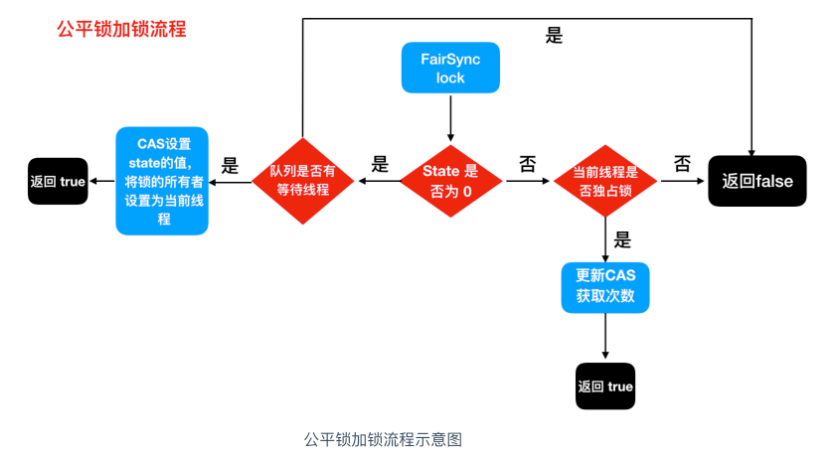 公平锁加锁流程
是
FairSync
lock
CAS设置
state的值，
将锁的所有者
设置为当前线
程
返回 true
是
队列是否有
等待线程
是
State 是
否为 0
否
当前线程是
否独占锁
否
返回false
是
更新CAS
获取次数
返回 true
公平锁加锁流程示意图